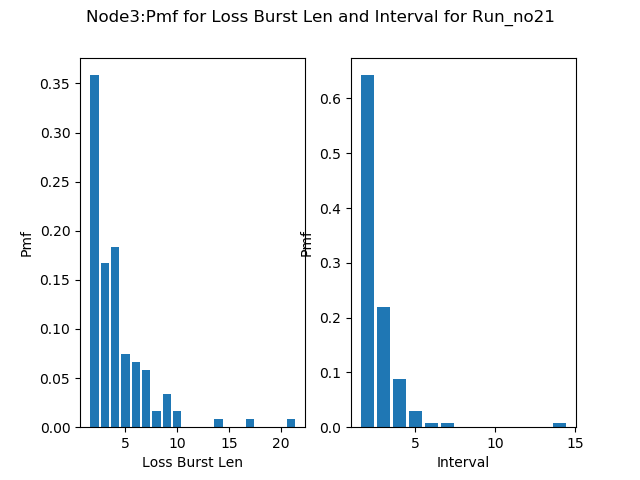 Node3:Pmf for Loss Burst Len and Interval for Run_no21
0.35
0.30
0.25
0.20
0.15
0.10
0.05
0.00
Pmf
5 10 15 20
Loss Burst Len
0.6
0.5
0.4
0.3
0.2
0.1
0.0
Pmf
5 10 15
Interval